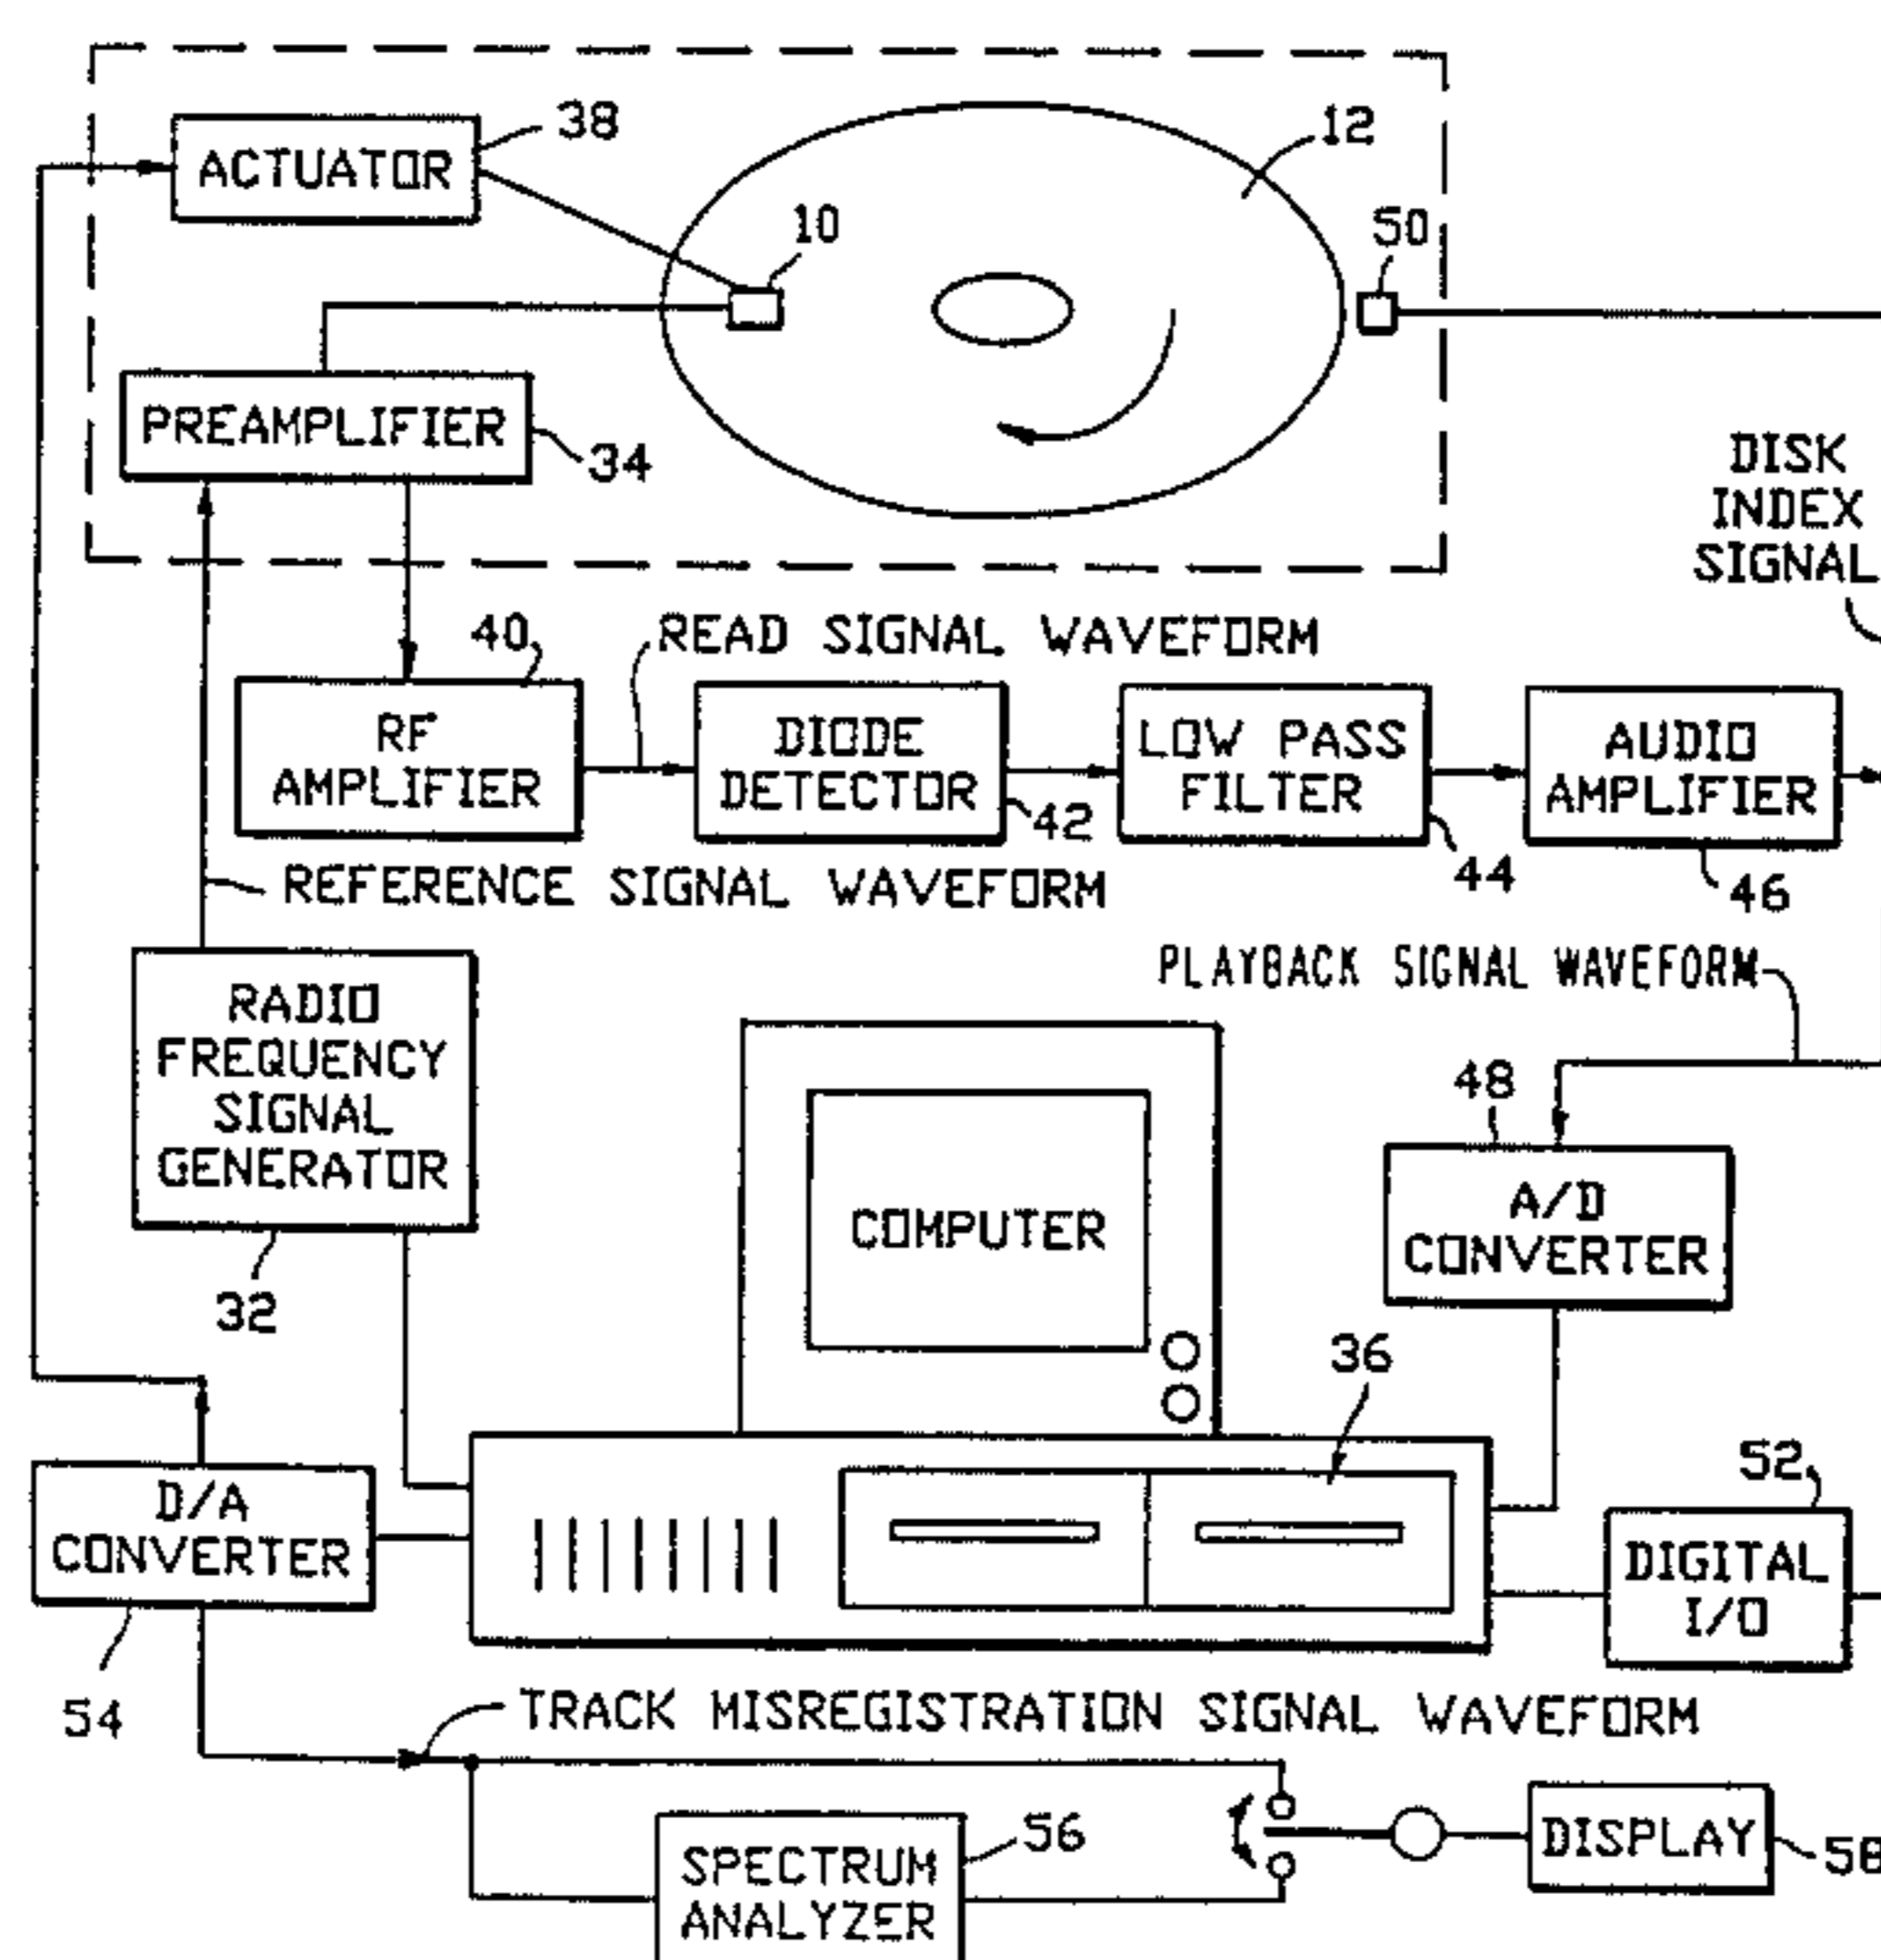 ACTUATOR
38
12
10
50
PREAMPLIFIER
34
DISK
INDEX
SIGNAL
40
READ SIGNAL WAVEFORM
RF
AMPLIFIER
DIODE
DETECTOR
42
LOW PASS
FILTER
44
AUDIO
AMPLIFIER
46
REFERENCE SIGNAL WAVEFORM
PLAYBACK SIGNAL WAVEFORM
RADIO
FREQUENCY
SIGNAL
GENERATOR
32
COMPUTER
48
A/D
CONVERTER
36
52
D/A
CONVERTER
54
DIGITAL
I/O
TRACK MISREGISTRATION SIGNAL WAVEFORM
SPECTRUM
ANALYZER
56
DISPLAY
58